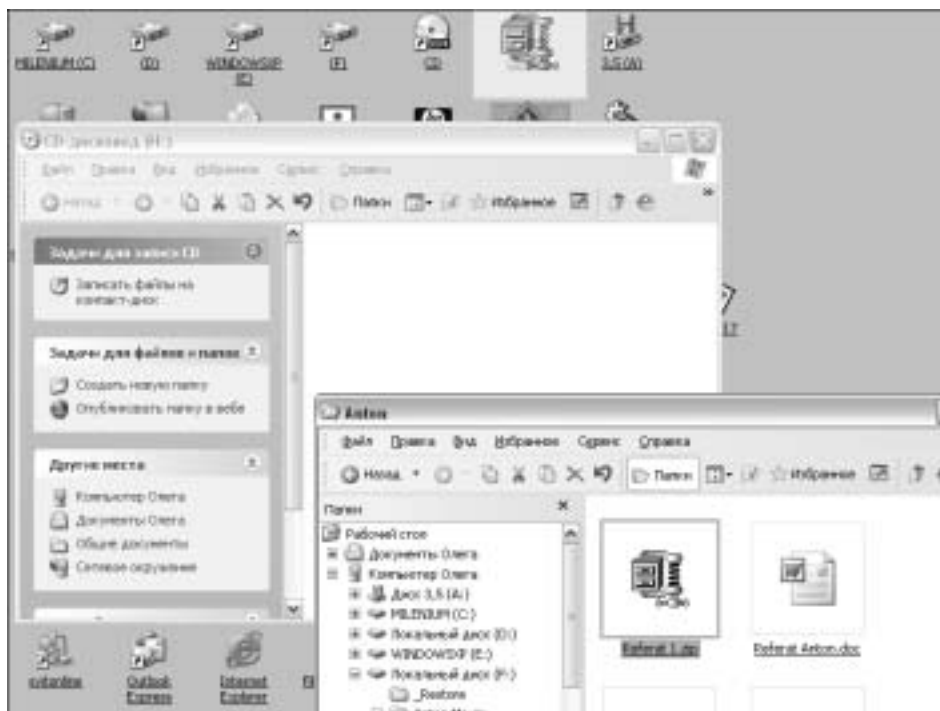 MILENIUM (C)
(D)
WINDOWSXP
(E)
(F)
CD
3,5 (A)
CD-дисковод (H:)
Файл Правка Вид Избранное Сервис Справка
Назад
Папки
Избранное
Задачи для записи CD
Записать файлы на
компакт-диск
Задачи для файлов и папок
Создать новую папку
Опубликовать папку в вебе
Другие места
Компьютер Олега
Документы Олега
Общие документы
Сетевое окружение
Outlook
Express
Internet
Explorer
Anton
Файл Правка Вид Избранное Сервис Справка
Назад
Папки
Избранное
Папки
Рабочий стол
Документы Олега
Компьютер Олега
Диск 3,5 (A:)
MILENIUM (C:)
Локальный диск (D:)
WINDOWSXP (E:)
Локальный диск (F:)
_Restore
Referat 1.zip
Referat Anton.doc